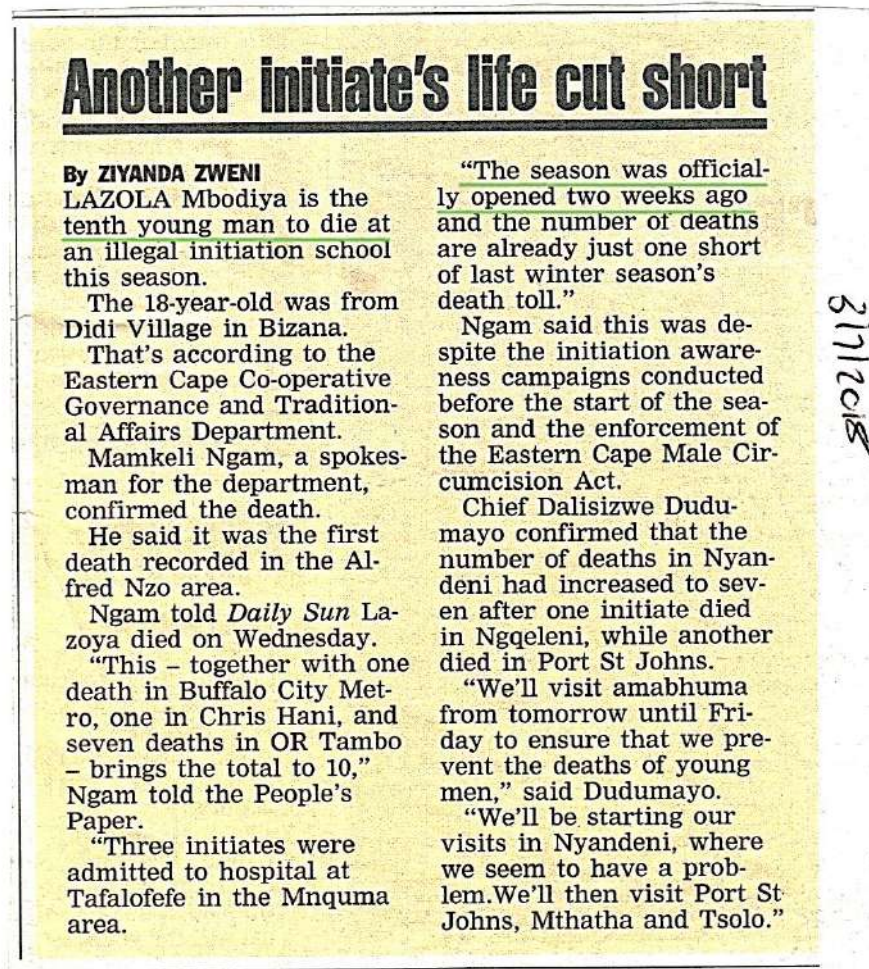 Another initiate's life cut short
By ZIYANDA ZWENI
LAZOLA Mbodiya is the
tenth young man to die at
an illegal initiation school
this season.
The 18-year-old was from
Didi Village in Bizana.
That's according to the
Eastern Cape Co-operative
Governance and Tradition-
al Affairs Department.
Mamkeli Ngam, a spokes-
man for the department,
confirmed the death.
He said it was the first
death recorded in the Al-
fred Nzo area.
Ngam told Daily Sun La-
zoya died on Wednesday.
"This – together with one
death in Buffalo City Met-
ro, one in Chris Hani, and
seven deaths in OR Tambo
– brings the total to 10,"
Ngam told the People's
Paper.
"Three initiates were
admitted to hospital at
Tafalofefe in the Mnquma
area.
"The season was official-
ly opened two weeks ago
and the number of deaths
are already just one short
of last winter season's
death toll."
Ngam said this was de-
spite the initiation aware-
ness campaigns conducted
before the start of the sea-
son and the enforcement of
the Eastern Cape Male Cir-
cumcision Act.
Chief Dalisizwe Dudu-
mayo confirmed that the
number of deaths in Nyan-
deni had increased to sev-
en after one initiate died
in Ngqeleni, while another
died in Port St Johns.
"We'll visit amabhuma
from tomorrow until Fri-
day to ensure that we pre-
vent the deaths of young
men," said Dudumayo.
"We'll be starting our
visits in Nyandeni, where
we seem to have a prob-
lem.We'll then visit Port St
Johns, Mthatha and Tsolo."